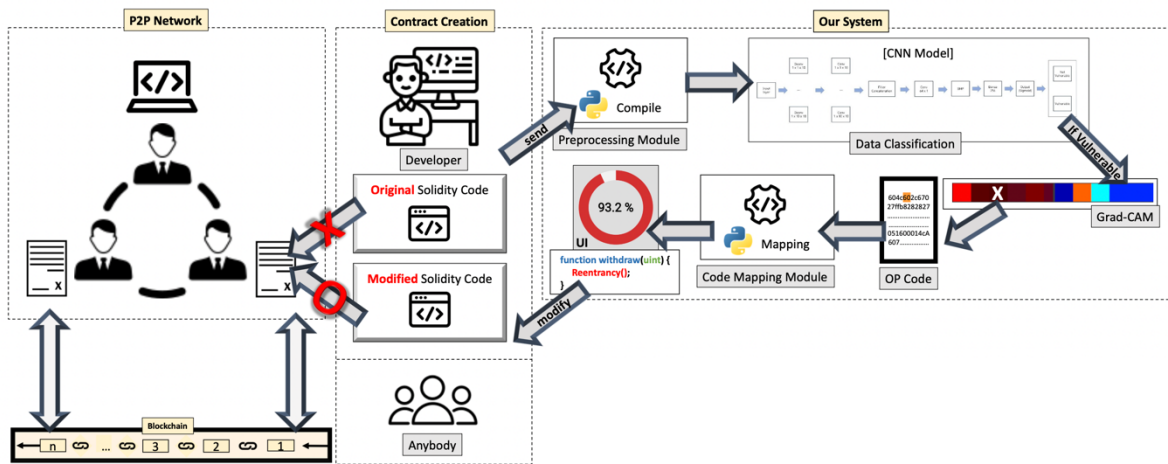 P2P Network
Contract Creation
Our System
[CNN Model]
Compile
send
Preprocessing Module
Data Classification
Developer
If Vulnerable
Original Solidity Code
X
Modified Solidity Code
O
X
X
93.2 %
UI
function withdraw(uint) {
Reentrancy();
}
modify
Mapping
Code Mapping Module
604c602c670
27ffb8282827
051600014cA
607
OP Code
X
Grad-CAM
Anybody
Blockchain
n
...
3
2
1